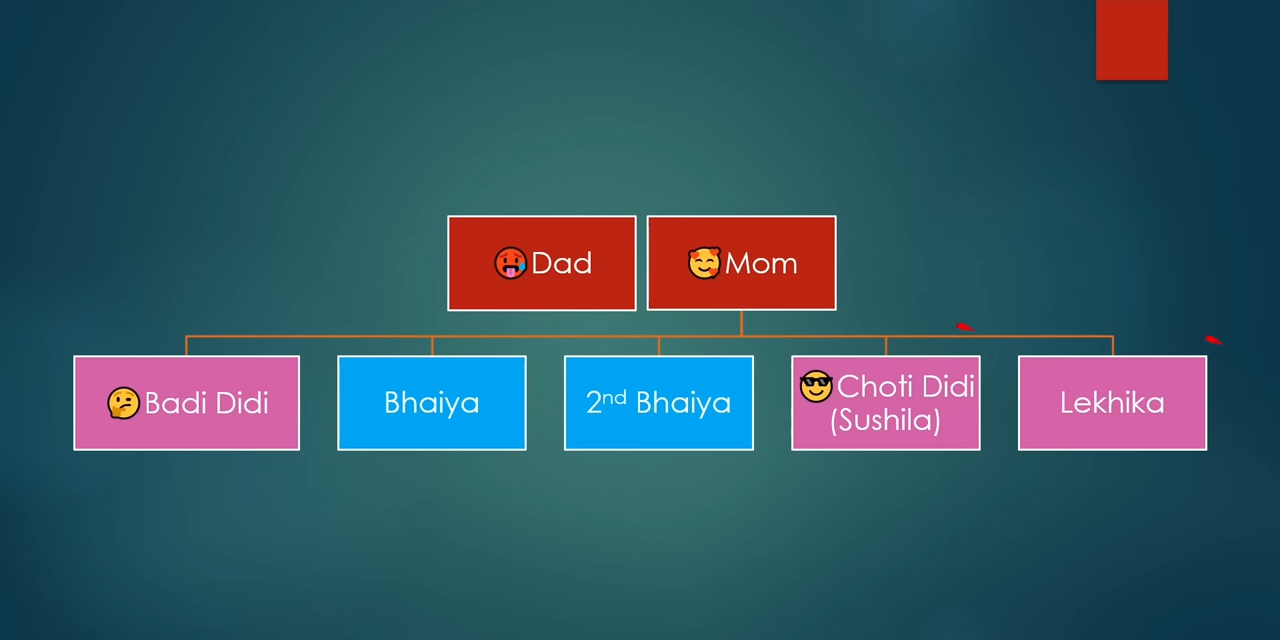 🥵Dad
🥰Mom
🤔Badi Didi
Bhaiya
2nd Bhaiya
😎Choti Didi
(Sushila)
Lekhika